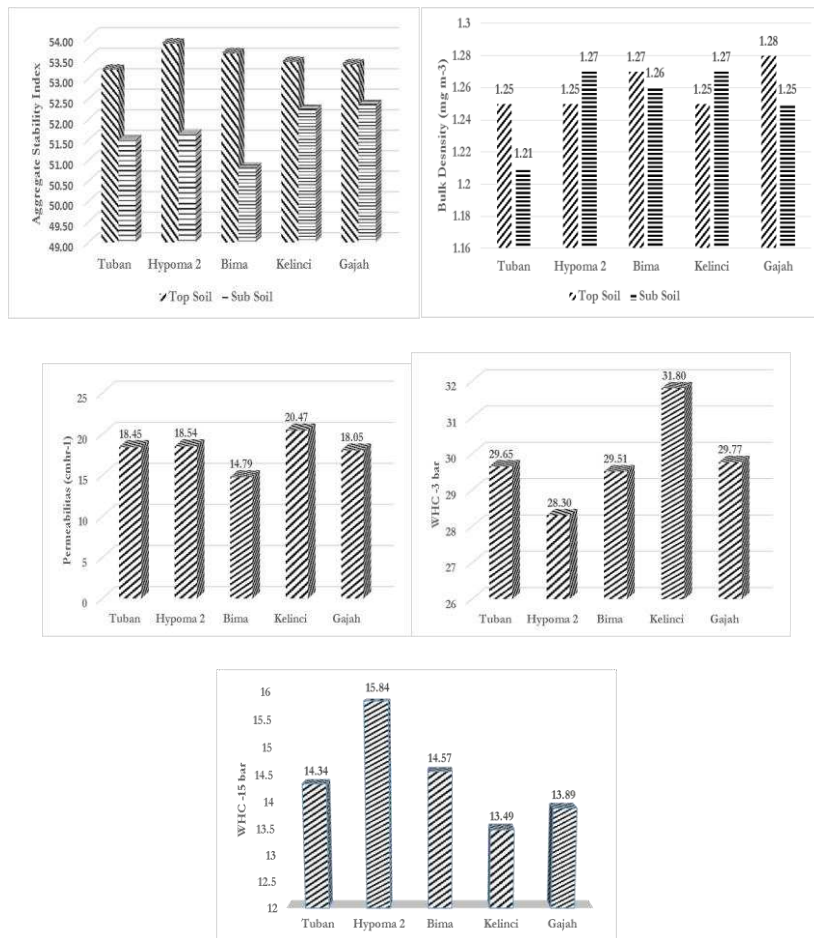 Aggregate Stability Index
54.00
53.50
53.00
52.50
52.00
51.50
51.00
50.50
50.00
49.50
49.00
Tuban Hypoma 2 Bima Kelinci Gajah
Top Soil Sub Soil
Bulk Desnsity (mg m-3)
1.3
1.28
1.26
1.24
1.22
1.2
1.18
1.16
1.25 1.21 1.25 1.27 1.27 1.26 1.25 1.27 1.28 1.25
Tuban Hypoma 2 Bima Kelinci Gajah
Top Soil Sub Soil
Permeabilitas (cmhr-1)
25
20
15
10
5
0
18.45 18.54 14.79 20.47 18.05
Tuban Hypoma 2 Bima Kelinci Gajah
WHC -3 bar
32
31
30
29
28
27
26
29.65 28.30 29.51 31.80 29.77
Tuban Hypoma 2 Bima Kelinci Gajah
WHC -15 bar
16
15.5
15
14.5
14
13.5
13
12.5
12
14.34 15.84 14.57 13.49 13.89
Tuban Hypoma 2 Bima Kelinci Gajah